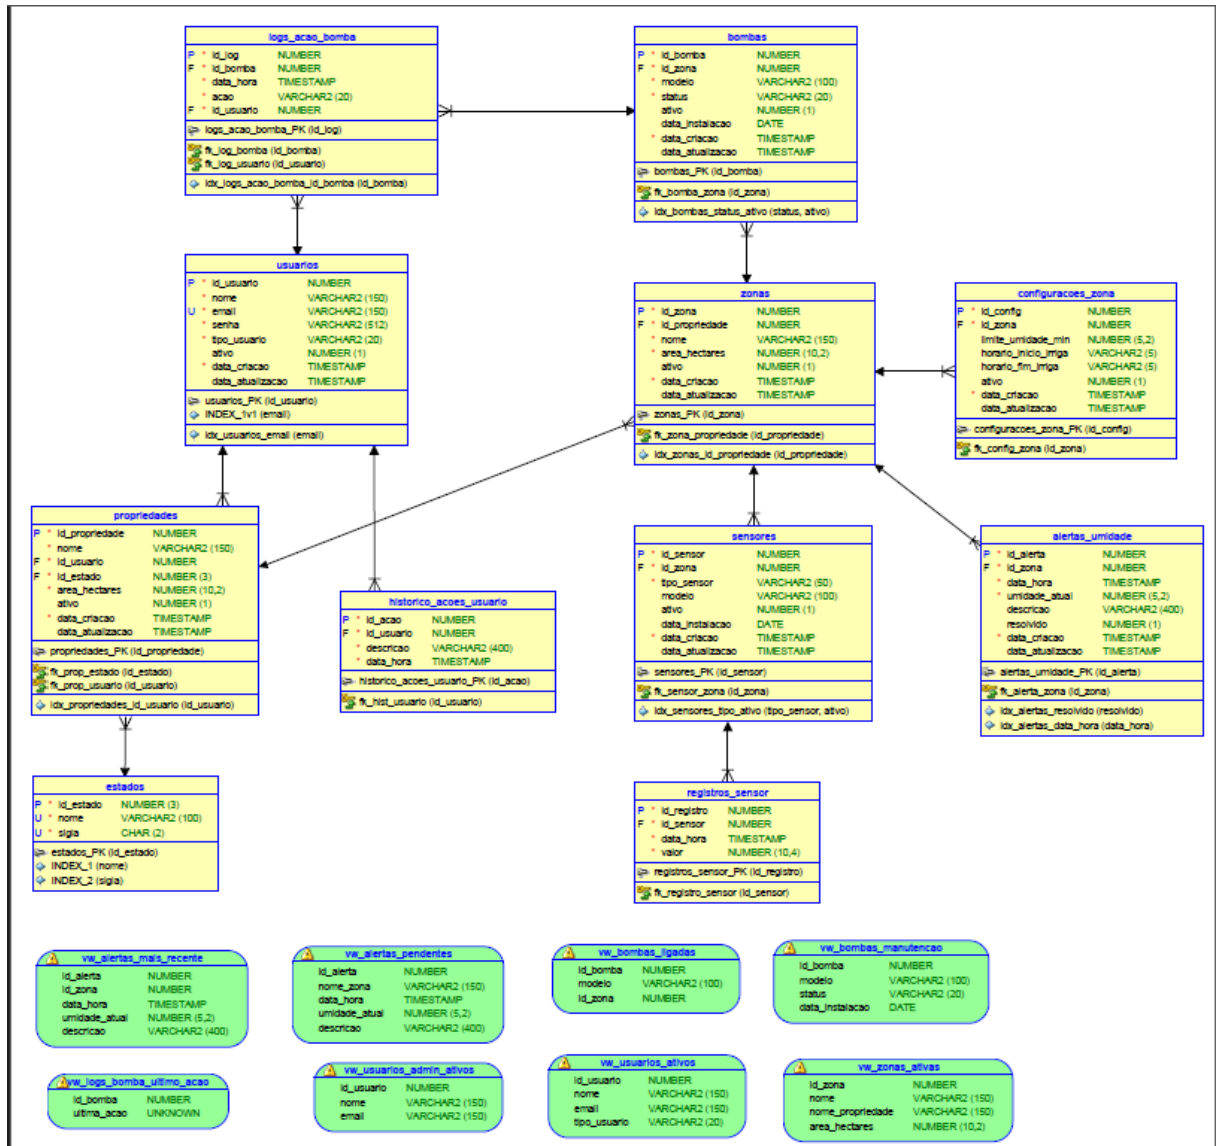 logs_acao_bomba
P * id_log NUMBER
F * id_bomba NUMBER
* data_hora TIMESTAMP
* acao VARCHAR2 (20)
F * id_usuario NUMBER
logs_acao_bomba_PK (id_log)
fk_log_bomba (id_bomba)
fk_log_usuario (id_usuario)
idx_logs_acao_bomba_id_bomba (id_bomba)
bombas
P * id_bomba NUMBER
F * id_zona NUMBER
* modelo VARCHAR2 (100)
* status VARCHAR2 (20)
ativo NUMBER (1)
data_instalacao DATE
* data_criacao TIMESTAMP
data_atualizacao TIMESTAMP
bombas_PK (id_bomba)
fk_bomba_zona (id_zona)
idx_bombas_status_ativo (status, ativo)
usuarios
P * id_usuario NUMBER
* nome VARCHAR2 (150)
U * email VARCHAR2 (150)
* senha VARCHAR2 (512)
* tipo_usuario VARCHAR2 (20)
ativo NUMBER (1)
* data_criacao TIMESTAMP
data_atualizacao TIMESTAMP
usuarios_PK (id_usuario)
INDEX_1v1 (email)
idx_usuarios_email (email)
zonas
P * id_zona NUMBER
F * id_propriedade NUMBER
* nome VARCHAR2 (150)
* area_hectares NUMBER (10,2)
ativo NUMBER (1)
* data_criacao TIMESTAMP
data_atualizacao TIMESTAMP
zonas_PK (id_zona)
fk_zona_propriedade (id_propriedade)
idx_zonas_id_propriedade (id_propriedade)
configuracoes_zona
P * id_config NUMBER
F * id_zona NUMBER
limite_umidade_min NUMBER (5,2)
horario_inicio_irriga VARCHAR2 (5)
horario_fim_irriga VARCHAR2 (5)
ativo NUMBER (1)
* data_criacao TIMESTAMP
data_atualizacao TIMESTAMP
configuracoes_zona_PK (id_config)
fk_config_zona (id_zona)
propriedades
P * id_propriedade NUMBER
* nome VARCHAR2 (150)
F * id_usuario NUMBER
F * id_estado NUMBER (3)
* area_hectares NUMBER (10,2)
ativo NUMBER (1)
* data_criacao TIMESTAMP
data_atualizacao TIMESTAMP
propriedades_PK (id_propriedade)
fk_prop_estado (id_estado)
fk_prop_usuario (id_usuario)
idx_propriedades_id_usuario (id_usuario)
historico_acoes_usuario
P * id_acao NUMBER
F * id_usuario NUMBER
* descricao VARCHAR2 (400)
* data_hora TIMESTAMP
historico_acoes_usuario_PK (id_acao)
fk_hist_usuario (id_usuario)
sensores
P * id_sensor NUMBER
F * id_zona NUMBER
* tipo_sensor VARCHAR2 (50)
modelo VARCHAR2 (100)
ativo NUMBER (1)
data_instalacao DATE
* data_criacao TIMESTAMP
data_atualizacao TIMESTAMP
sensores_PK (id_sensor)
fk_sensor_zona (id_zona)
idx_sensores_tipo_ativo (tipo_sensor, ativo)
alertas_umidade
P * id_alerta NUMBER
F * id_zona NUMBER
* data_hora TIMESTAMP
* umidade_atual NUMBER (5,2)
descricao VARCHAR2 (400)
resolvido NUMBER (1)
* data_criacao TIMESTAMP
data_atualizacao TIMESTAMP
alertas_umidade_PK (id_alerta)
fk_alerta_zona (id_zona)
idx_alertas_resolvido (resolvido)
idx_alertas_data_hora (data_hora)
estados
P * id_estado NUMBER (3)
U * nome VARCHAR2 (100)
U * sigla CHAR (2)
estados_PK (id_estado)
INDEX_1 (nome)
INDEX_2 (sigla)
registros_sensor
P * id_registro NUMBER
F * id_sensor NUMBER
* data_hora TIMESTAMP
* valor NUMBER (10,4)
registros_sensor_PK (id_registro)
fk_registro_sensor (id_sensor)
vw_alertas_mais_recente
id_alerta NUMBER
id_zona NUMBER
data_hora TIMESTAMP
umidade_atual NUMBER (5,2)
descricao VARCHAR2 (400)
vw_alertas_pendentes
id_alerta NUMBER
nome_zona VARCHAR2 (150)
data_hora TIMESTAMP
umidade_atual NUMBER (5,2)
descricao VARCHAR2 (400)
vw_bombas_ligadas
id_bomba NUMBER
modelo VARCHAR2 (100)
id_zona NUMBER
vw_bombas_manutencao
id_bomba NUMBER
modelo VARCHAR2 (100)
status VARCHAR2 (20)
data_instalacao DATE
vw_logs_bomba_ultimo_acao
id_bomba NUMBER
ultima_acao UNKNOWN
vw_usuarios_admin_ativos
id_usuario NUMBER
nome VARCHAR2 (150)
email VARCHAR2 (150)
vw_usuarios_ativos
id_usuario NUMBER
nome VARCHAR2 (150)
email VARCHAR2 (150)
tipo_usuario VARCHAR2 (20)
vw_zonas_ativas
id_zona NUMBER
nome VARCHAR2 (150)
nome_propriedade VARCHAR2 (150)
area_hectares NUMBER (10,2)